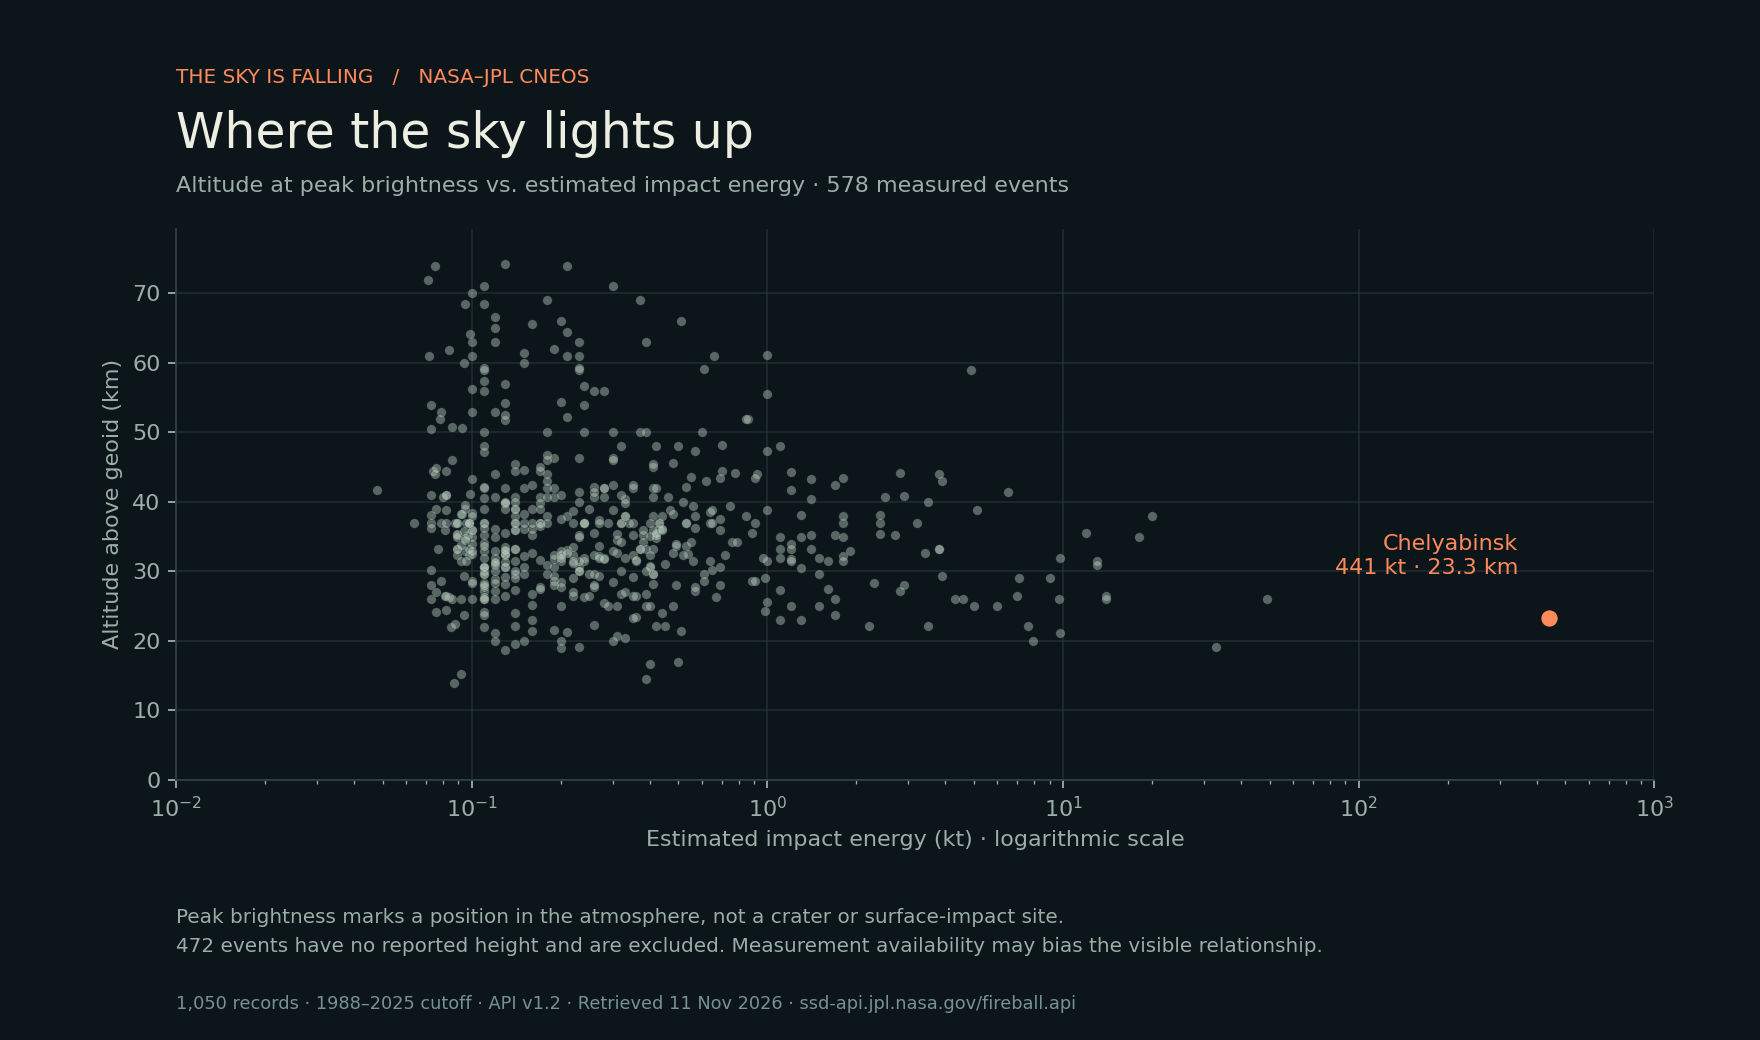 THE SKY IS FALLING / NASA–JPL CNEOS
Where the sky lights up
Altitude at peak brightness vs. estimated impact energy · 578 measured events
Altitude above geoid (km)
70
60
50
40
30
20
10
0
Chelyabinsk
441 kt · 23.3 km
10⁻² 10⁻¹ 10⁰ 10¹ 10² 10³
Estimated impact energy (kt) · logarithmic scale
Peak brightness marks a position in the atmosphere, not a crater or surface-impact site.
472 events have no reported height and are excluded. Measurement availability may bias the visible relationship.
1,050 records · 1988–2025 cutoff · API v1.2 · Retrieved 11 Nov 2026 · ssd-api.jpl.nasa.gov/fireball.api